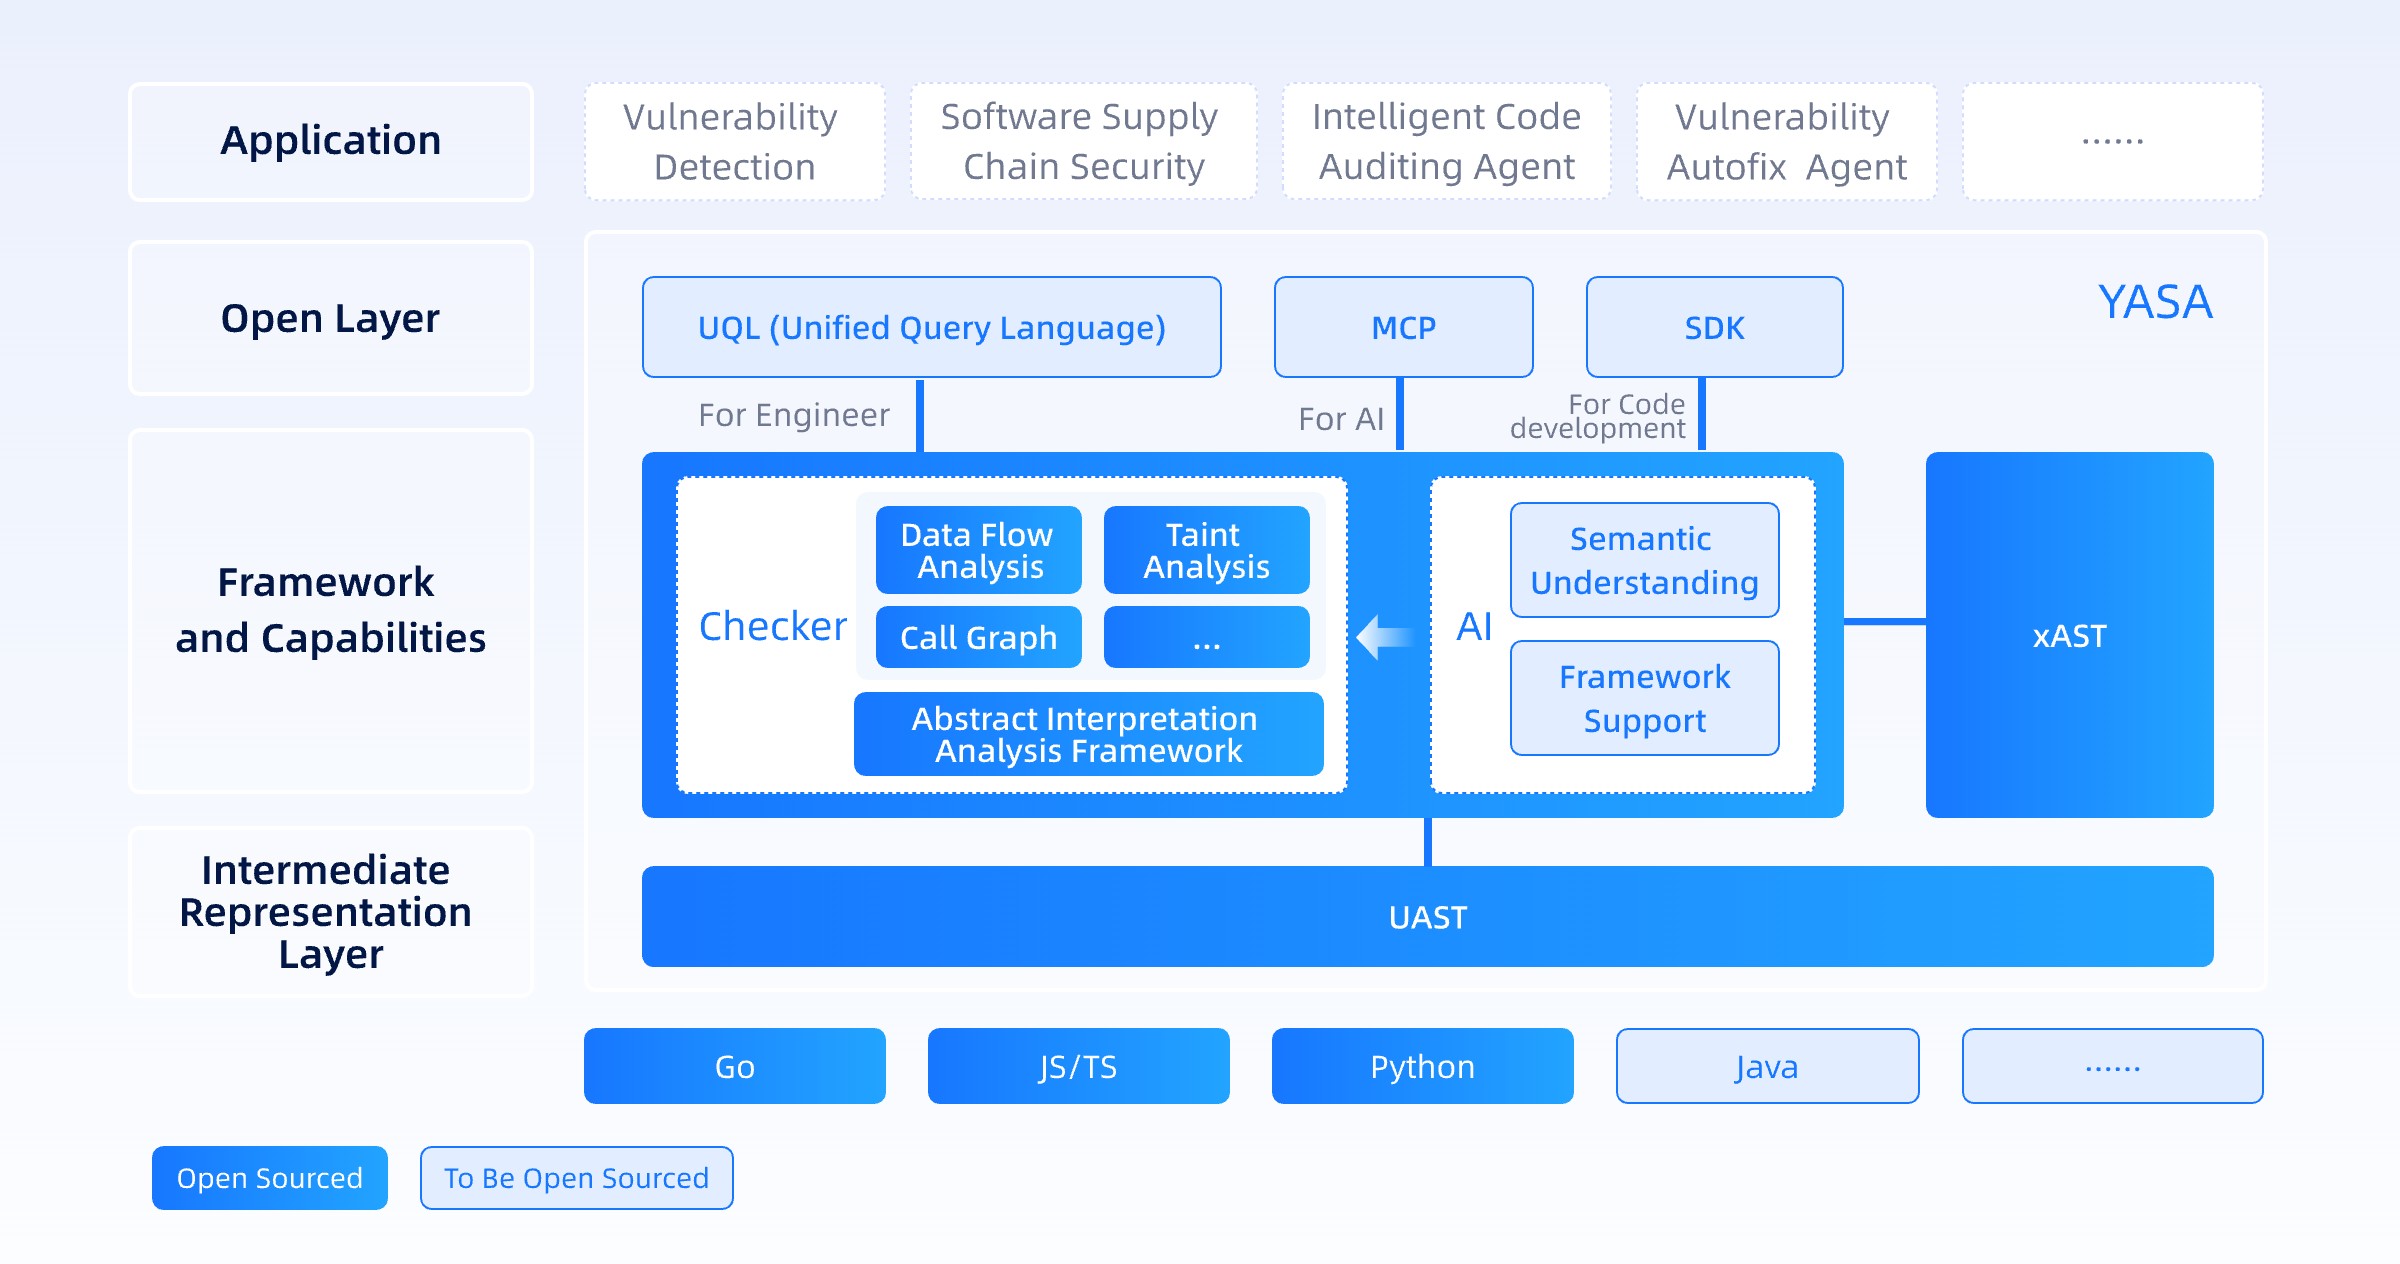 Application
Vulnerability
Detection
Software Supply
Chain Security
Intelligent Code
Auditing Agent
Vulnerability
Autofix  Agent
......
Open Layer
UQL (Unified Query Language)
MCP
SDK
YASA
For Engineer
For AI
For Code
development
Framework
and Capabilities
Checker
Data Flow
Analysis
Taint
Analysis
Call Graph
...
Abstract Interpretation
Analysis Framework
AI
Semantic
Understanding
Framework
Support
xAST
Intermediate
Representation
Layer
UAST
Go
JS/TS
Python
Java
......
Open Sourced
To Be Open Sourced